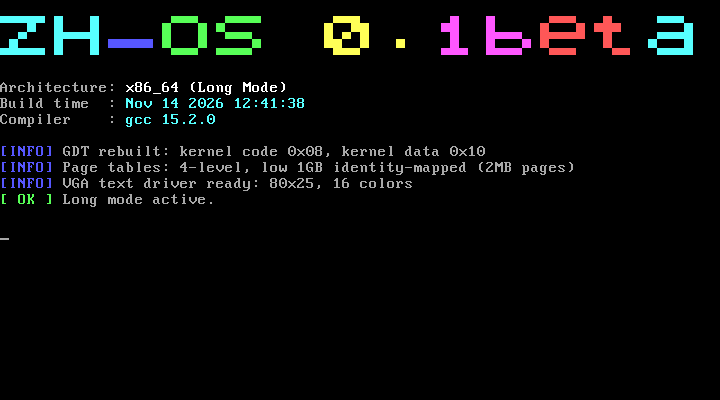 ZH_OS 0.1beta
Architecture: x86_64 (Long Mode)
Build time  : Nov 14 2026 12:41:38
Compiler    : gcc 15.2.0
[INFO] GDT rebuilt: kernel code 0x08, kernel data 0x10
[INFO] Page tables: 4-level, low 1GB identity-mapped (2MB pages)
[INFO] VGA text driver ready: 80x25, 16 colors
[ OK ] Long mode active.